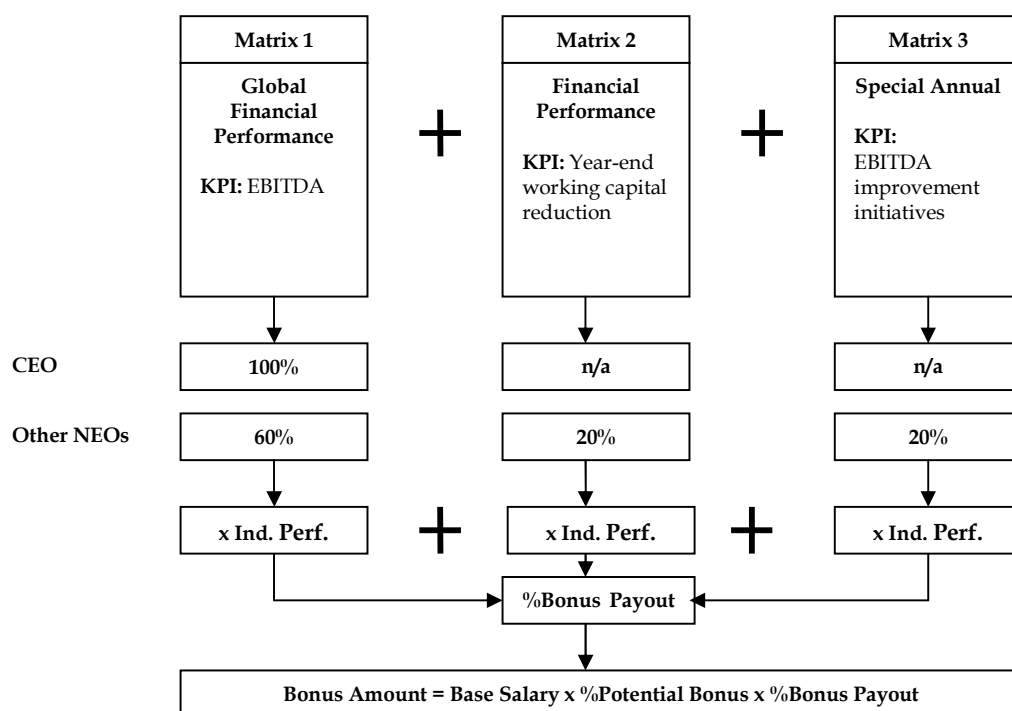 Matrix 1
Matrix 2
Matrix 3
Global
Financial
Performance
KPI: EBITDA
Financial
Performance
KPI: Year-end
working capital
reduction
Special Annual
KPI:
EBITDA
improvement
initiatives
+
+
CEO
100%
n/a
n/a
Other NEOs
60%
20%
20%
x Ind. Perf.
+
x Ind. Perf.
+
x Ind. Perf.
%Bonus Payout
Bonus Amount = Base Salary x %Potential Bonus x %Bonus Payout